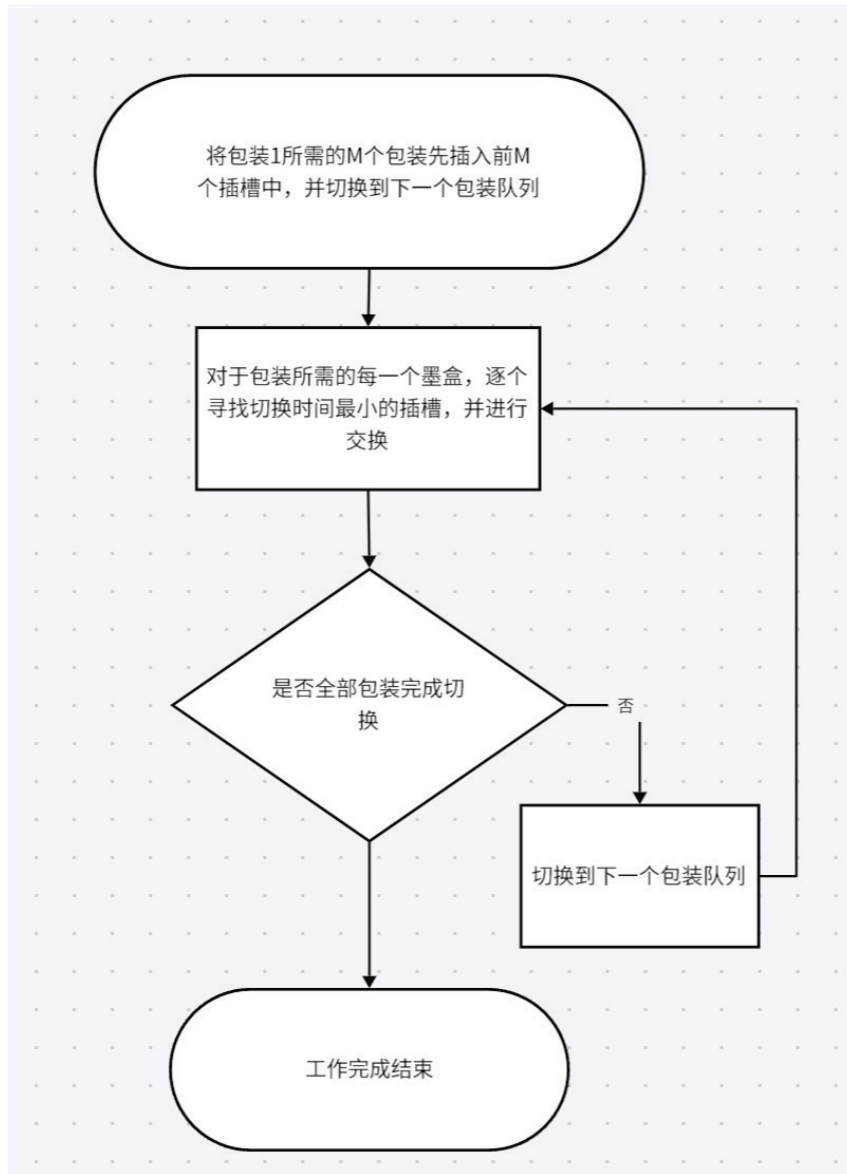 将包装1所需的M个包装先插入前M
个插槽中，并切换到下一个包装队列
对于包装所需的每一个墨盒，逐个
寻找切换时间最小的插槽，并进行
交换
是否全部包装完成切
换
否
切换到下一个包装队列
工作完成结束